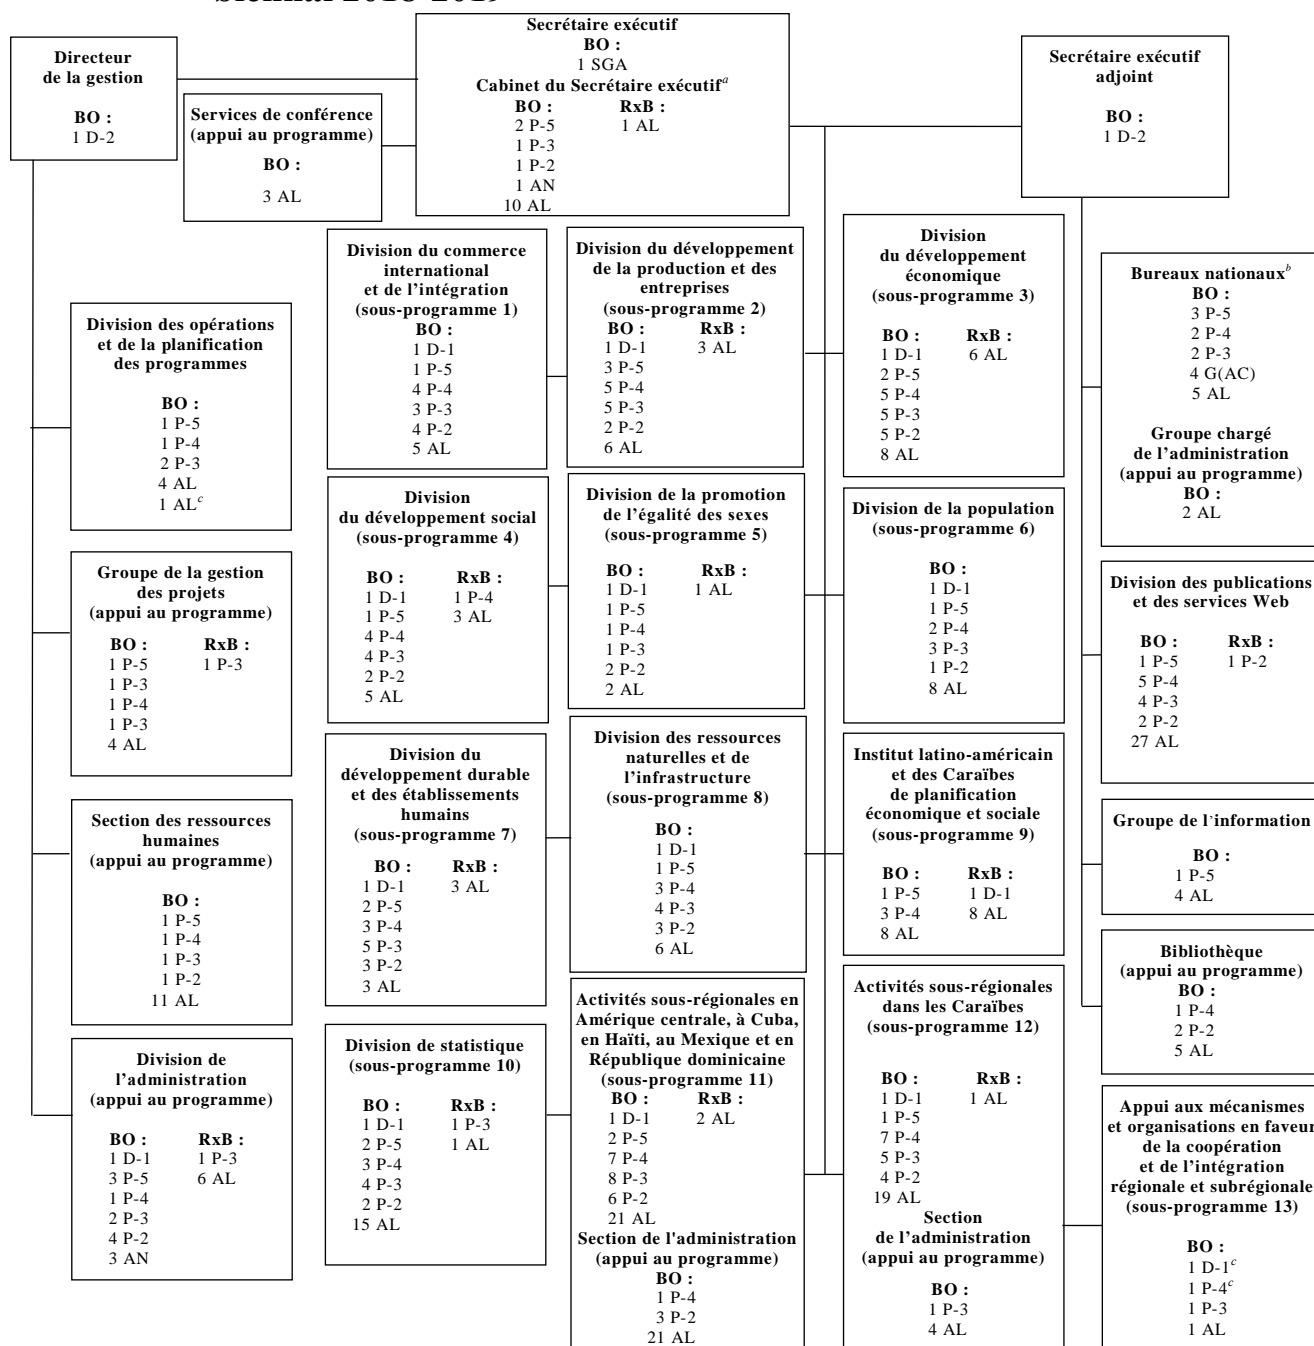 biennal 2018-2019
Directeur
de la gestion
BO :
1 D-2
Services de conférence
(appui au programme)
BO :
3 AL
Secrétaire exécutif
BO :
1 SGA
Cabinet du Secrétaire exécutifa
BO : RxB :
2 P-5 1 AL
1 P-3
1 P-2
1 AN
10 AL
Secrétaire exécutif
adjoint
BO :
1 D-2
Division des opérations
et de la planification
des programmes
BO :
1 P-5
1 P-4
2 P-3
4 AL
1 ALc
Division du commerce
international
et de l'intégration
(sous-programme 1)
BO :
1 D-1
1 P-5
4 P-4
3 P-3
4 P-2
5 AL
Division du développement
de la production et des
entreprises
(sous-programme 2)
BO : RxB :
1 D-1 3 AL
3 P-5
5 P-4
5 P-3
2 P-2
6 AL
Division
du développement
économique
(sous-programme 3)
BO : RxB :
1 D-1 6 AL
2 P-5
5 P-4
5 P-3
5 P-2
8 AL
Bureaux nationauxb
BO :
3 P-5
2 P-4
2 P-3
4 G(AC)
5 AL
Groupe chargé
de l'administration
(appui au programme)
BO :
2 AL
Groupe de la gestion
des projets
(appui au programme)
BO : RxB :
1 P-5 1 P-3
1 P-3
1 P-4
1 P-3
4 AL
Division
du développement social
(sous-programme 4)
BO : RxB :
1 D-1 1 P-4
1 P-5 3 AL
4 P-4
4 P-3
2 P-2
5 AL
Division de la promotion
de l'égalité des sexes
(sous-programme 5)
BO : RxB :
1 D-1 1 AL
1 P-5
1 P-4
1 P-3
2 P-2
2 AL
Division de la population
(sous-programme 6)
BO :
1 D-1
1 P-5
2 P-4
3 P-3
1 P-2
8 AL
Division des publications
et des services Web
BO : RxB :
1 P-5 1 P-2
5 P-4
4 P-3
2 P-2
27 AL
Section des ressources
humaines
(appui au programme)
BO :
1 P-5
1 P-4
1 P-3
1 P-2
11 AL
Division du
développement durable
et des établissements
humains
(sous-programme 7)
BO : RxB :
1 D-1 3 AL
2 P-5
3 P-4
5 P-3
3 P-2
3 AL
Division des ressources
naturelles et de
l'infrastructure
(sous-programme 8)
BO :
1 D-1
1 P-5
3 P-4
4 P-3
3 P-2
6 AL
Institut latino-américain
et des Caraïbes
de planification
économique et sociale
(sous-programme 9)
BO : RxB :
1 P-5 1 D-1
3 P-4 8 AL
8 AL
Groupe de l'information
BO :
1 P-5
4 AL
Bibliothèque
(appui au programme)
BO :
1 P-4
2 P-2
5 AL
Division de
l'administration
(appui au programme)
BO : RxB :
1 D-1 1 P-3
3 P-5 6 AL
1 P-4
2 P-3
4 P-2
3 AN
Division de statistique
(sous-programme 10)
BO : RxB :
1 D-1 1 P-3
2 P-5 1 AL
3 P-4
4 P-3
2 P-2
15 AL
Activités sous-régionales en
Amérique centrale, à Cuba,
en Haïti, au Mexique et en
République dominicaine
(sous-programme 11)
BO : RxB :
1 D-1 2 AL
2 P-5
7 P-4
8 P-3
6 P-2
21 AL
Section de l'administration
(appui au programme)
BO :
1 P-4
3 P-2
21 AL
Activités sous-régionales
dans les Caraïbes
(sous-programme 12)
BO : RxB :
1 D-1 1 AL
1 P-5
7 P-4
5 P-3
4 P-2
19 AL
Section
de l'administration
(appui au programme)
BO :
1 P-3
4 AL
Appui aux mécanismes
et organisations en faveur
de la coopération
et de l'intégration
régionale et subrégionale
(sous-programme 13)
BO :
1 D-1c
1 P-4c
1 P-3
1 AL